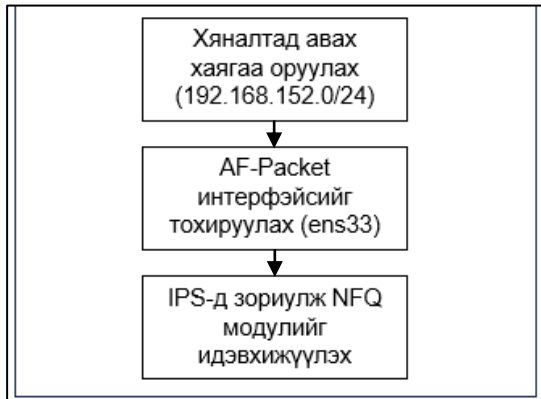 Хяналтад авах
хаягаа оруулах
(192.168.152.0/24)
AF-Packet
интерфэйсийг
тохируулах (ens33)
IPS-д зориулж NFQ
модулийг
идэвхижүүлэх